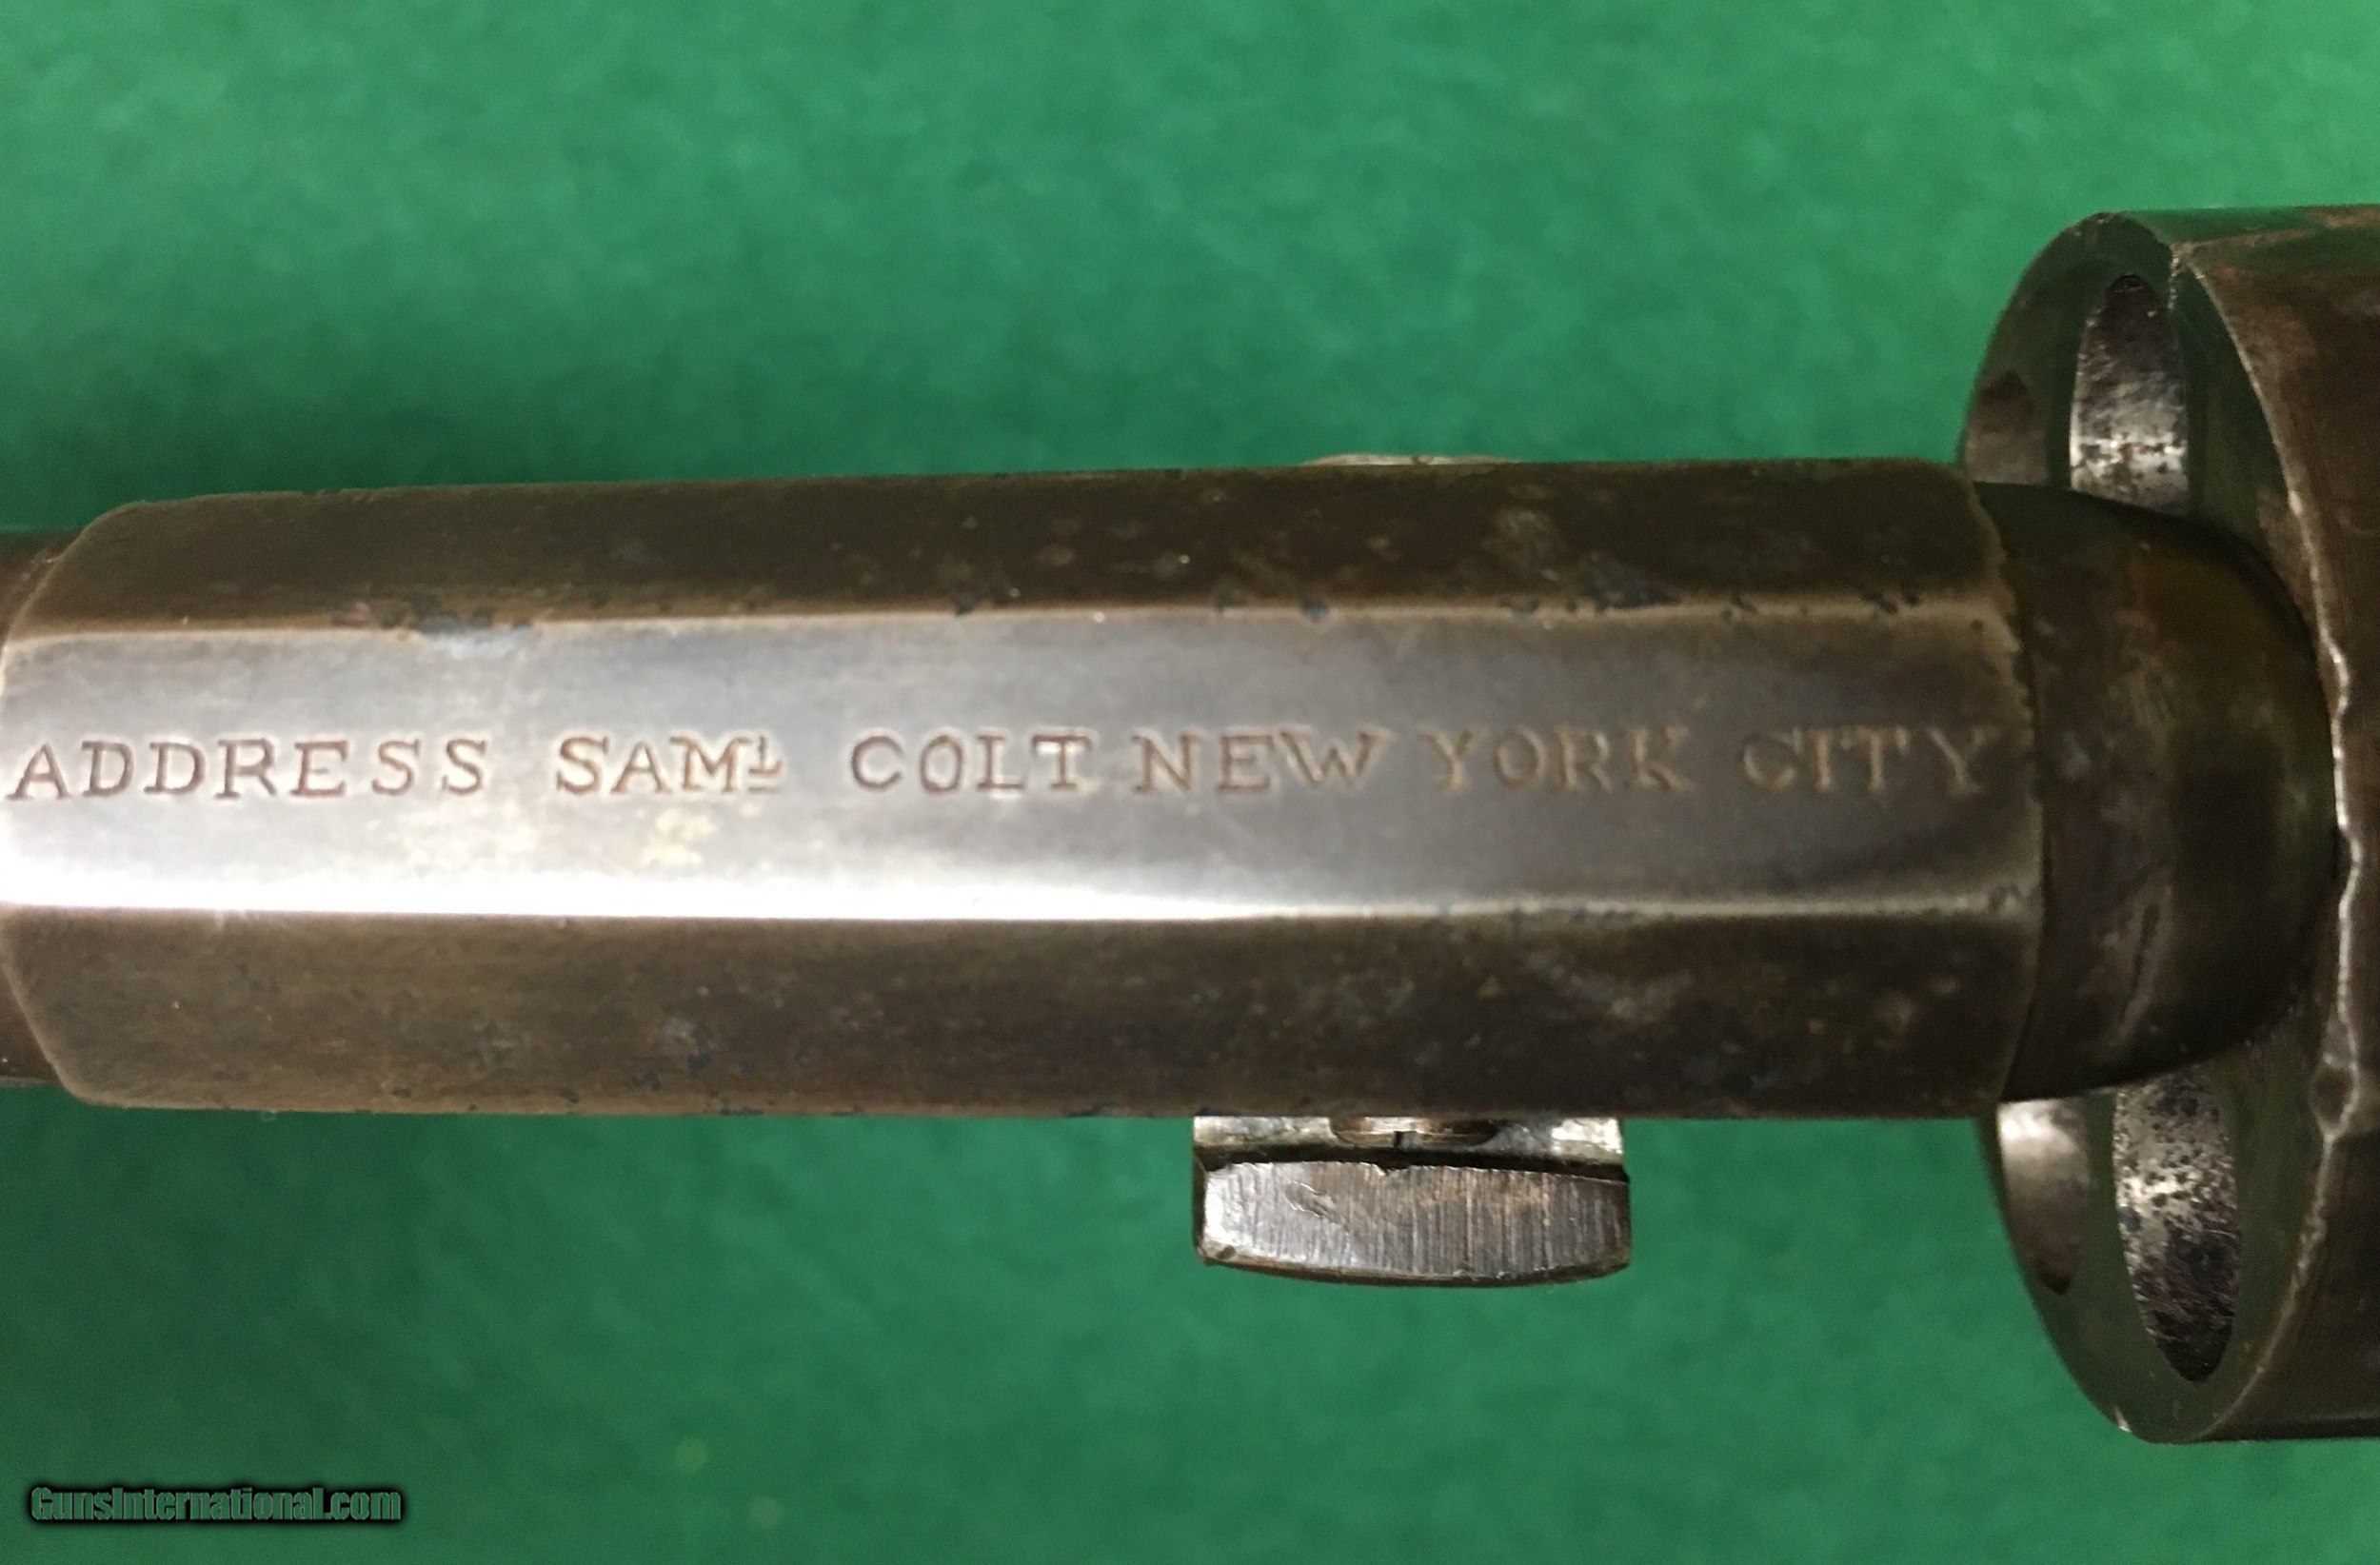 ADDRESS SAMᴸ COLT NEW YORK CITY
GunsInternational.com